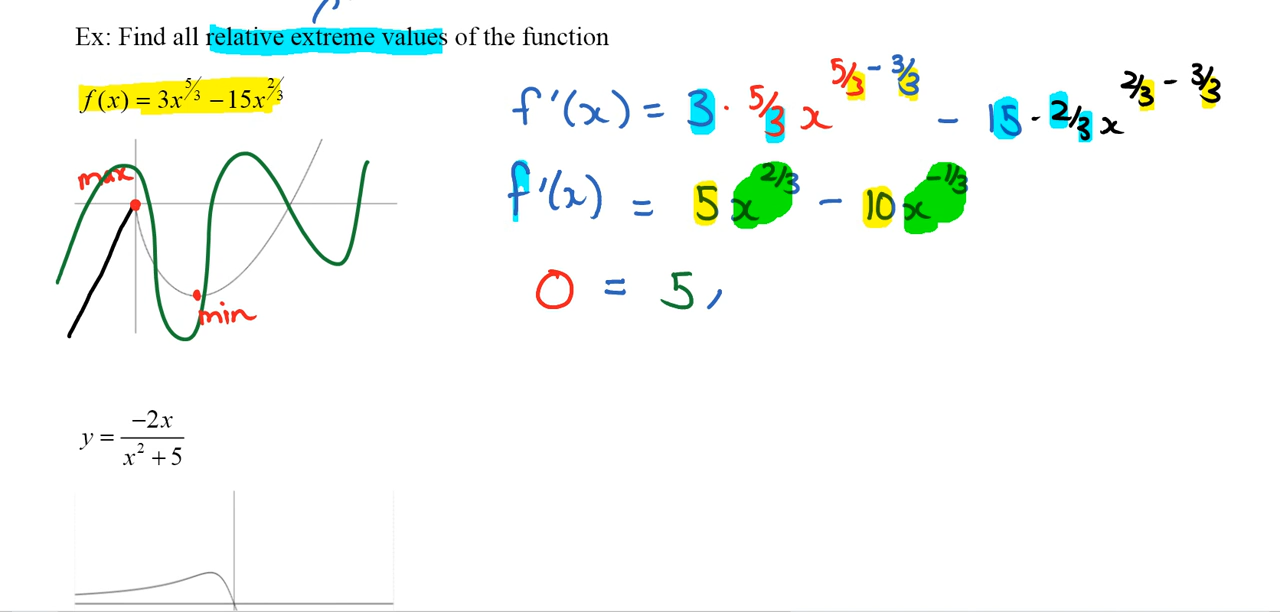 Ex: Find all relative extreme values of the function
f(x) = 3x^{5/3} − 15x^{2/3}
f'(x) = 3 · 5/3 x^{5/3 − 3/3} − 15 · 2/3 x^{2/3 − 3/3}
max
f'(x) = 5x^{2/3} − 10x^{-1/3}
0 = 5
min
y = \frac{-2x}{x^2 + 5}